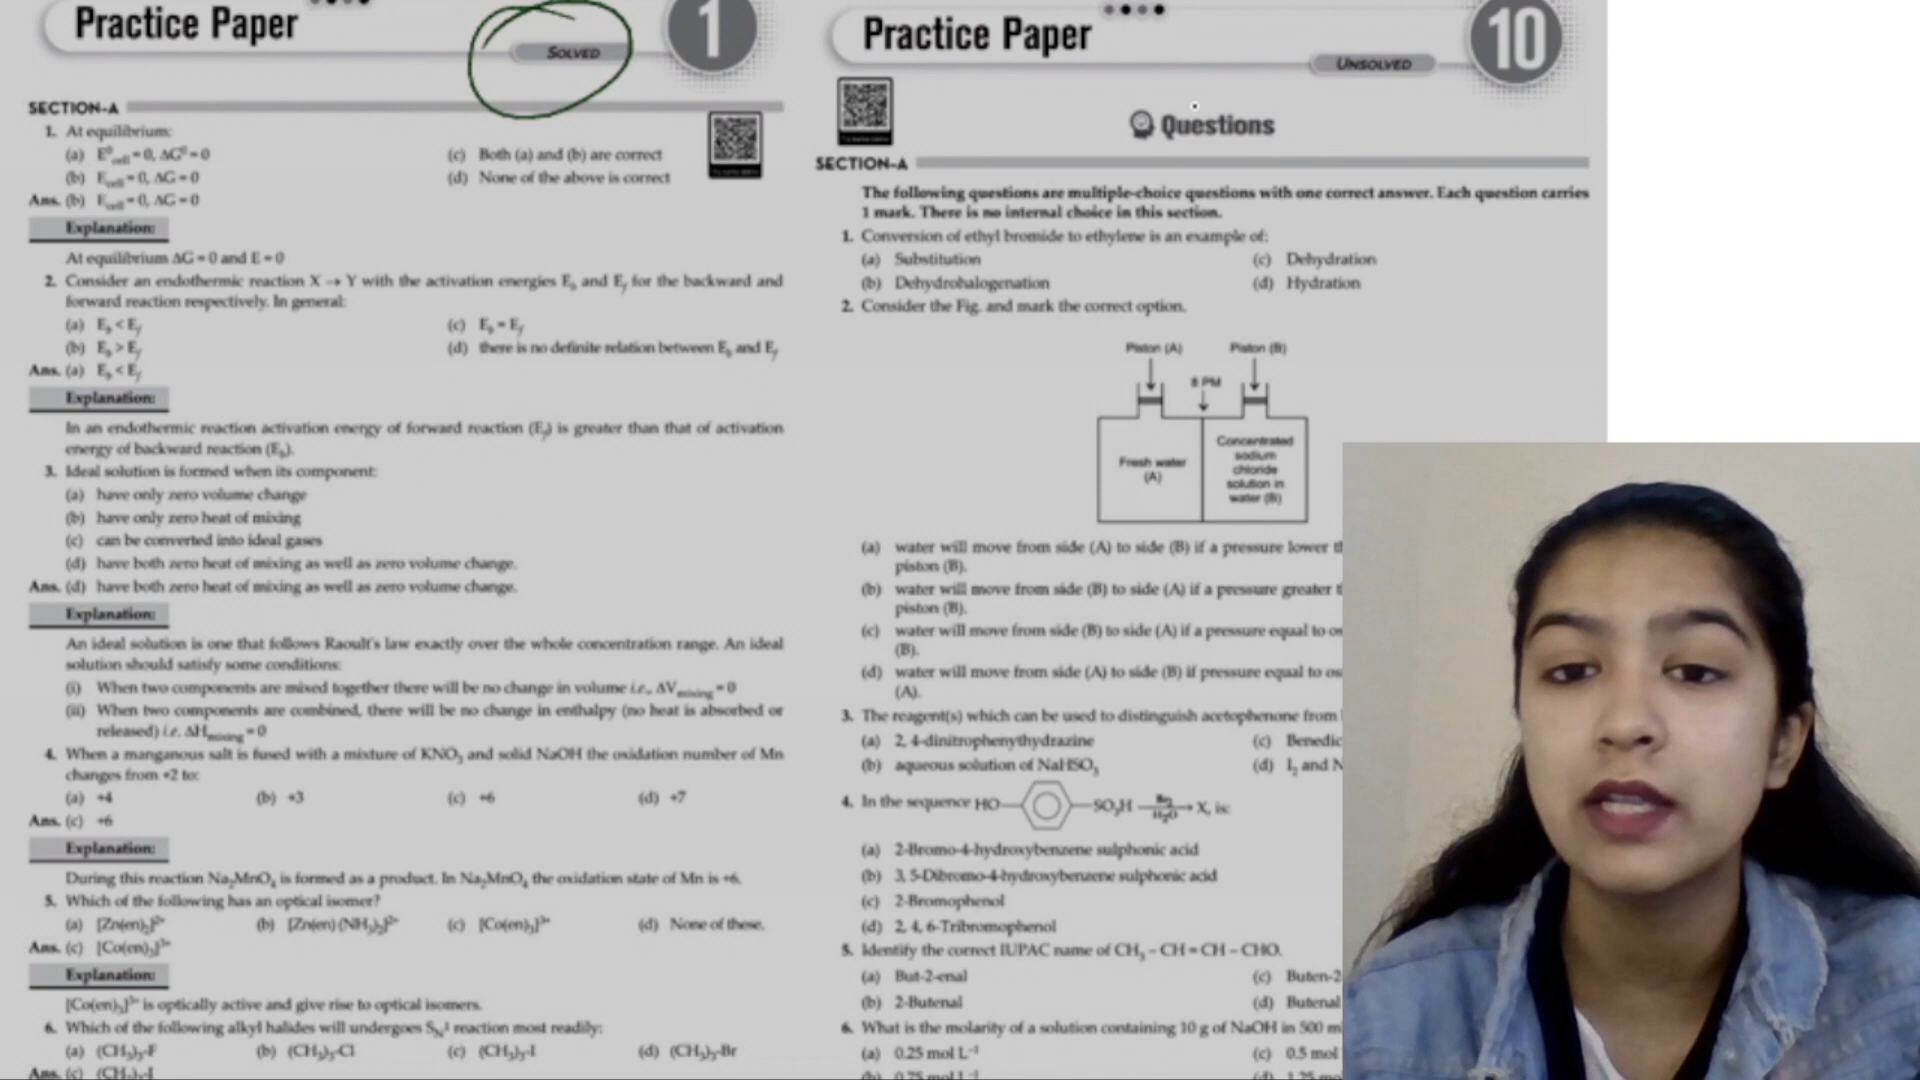 Practice Paper
SOLVED
1
SECTION-A
1. At equilibrium:
(a) E⁰cell = 0, ΔG⁰ = 0
(c) Both (a) and (b) are correct
(b) Ecell = 0, ΔG = 0
(d) None of the above is correct
Ans. (b) Ecell = 0, ΔG = 0
Explanation:
At equilibrium ΔG = 0 and E = 0
2. Consider an endothermic reaction X → Y with the activation energies Eb and Ef for the backward and
forward reaction respectively. In general:
(a) Eb < Ef
(c) Eb = Ef
(b) Eb > Ef
(d) there is no definite relation between Eb and Ef
Ans. (a) Eb < Ef
Explanation:
In an endothermic reaction activation energy of forward reaction (Ef) is greater than that of activation
energy of backward reaction (Eb).
3. Ideal solution is formed when its component:
(a) have only zero volume change
(b) have only zero heat of mixing
(c) can be converted into ideal gases
(d) have both zero heat of mixing as well as zero volume change.
Ans. (d) have both zero heat of mixing as well as zero volume change.
Explanation:
An ideal solution is one that follows Raoult's law exactly over the whole concentration range. An ideal
solution should satisfy some conditions:
(i) When two components are mixed together there will be no change in volume i.e., ΔVmixing = 0
(ii) When two components are combined, there will be no change in enthalpy (no heat is absorbed or
released) i.e. ΔHmixing = 0
4. When a manganous salt is fused with a mixture of KNO₃ and solid NaOH the oxidation number of Mn
changes from +2 to:
(a) +4 (b) +3 (c) +6 (d) +7
Ans. (c) +6
Explanation:
During this reaction Na₂MnO₄ is formed as a product. In Na₂MnO₄ the oxidation state of Mn is +6.
5. Which of the following has an optical isomer?
(a) [Zn(en)₂]²⁺ (b) [Zn(en)(NH₃)₂]²⁺ (c) [Co(en)₃]³⁺ (d) None of these.
Ans. (c) [Co(en)₃]³⁺
Explanation:
[Co(en)₃]³⁺ is optically active and give rise to optical isomers.
6. Which of the following alkyl halides will undergoes SN¹ reaction most readily:
(a) (CH₃)₃-F (b) (CH₃)₃-Cl (c) (CH₃)₃-I (d) (CH₃)₃-Br
Ans. (c) (CH₃)₃-I
Practice Paper
UNSOLVED
10
Questions
SECTION-A
The following questions are multiple-choice questions with one correct answer. Each question carries
1 mark. There is no internal choice in this section.
1. Conversion of ethyl bromide to ethylene is an example of:
(a) Substitution
(c) Dehydration
(b) Dehydrohalogenation
(d) Hydration
2. Consider the Fig. and mark the correct option.
Piston (A) Piston (B)
8 PM
Fresh water
(A)
Concentrated
sodium
chloride
solution in
water (B)
(a) water will move from side (A) to side (B) if a pressure lower
piston (B).
(b) water will move from side (B) to side (A) if a pressure greater
piston (B).
(c) water will move from side (B) to side (A) if a pressure equal to
(B).
(d) water will move from side (A) to side (B) if pressure equal to
(A).
3. The reagent(s) which can be used to distinguish acetophenone from
(a) 2, 4-dinitrophenythydrazine
(c) Benedic
(b) aqueous solution of NaHSO₃
(d) I₂ and N
4. In the sequence HO SO₃H Br₂ H₂O → X, is:
(a) 2-Bromo-4-hydroxybenzene sulphonic acid
(b) 3, 5-Dibromo-4-hydroxybenzene sulphonic acid
(c) 2-Bromophenol
(d) 2, 4, 6-Tribromophenol
5. Identify the correct IUPAC name of CH₃ – CH = CH – CHO.
(a) But-2-enal
(c) Buten-2
(b) 2-Butenal
(d) Butenal
6. What is the molarity of a solution containing 10 g of NaOH in 500 m
(a) 0.25 mol L⁻¹
(c) 0.5 mol
(b) 0.75 mol L⁻¹
(d) 1.25 mo